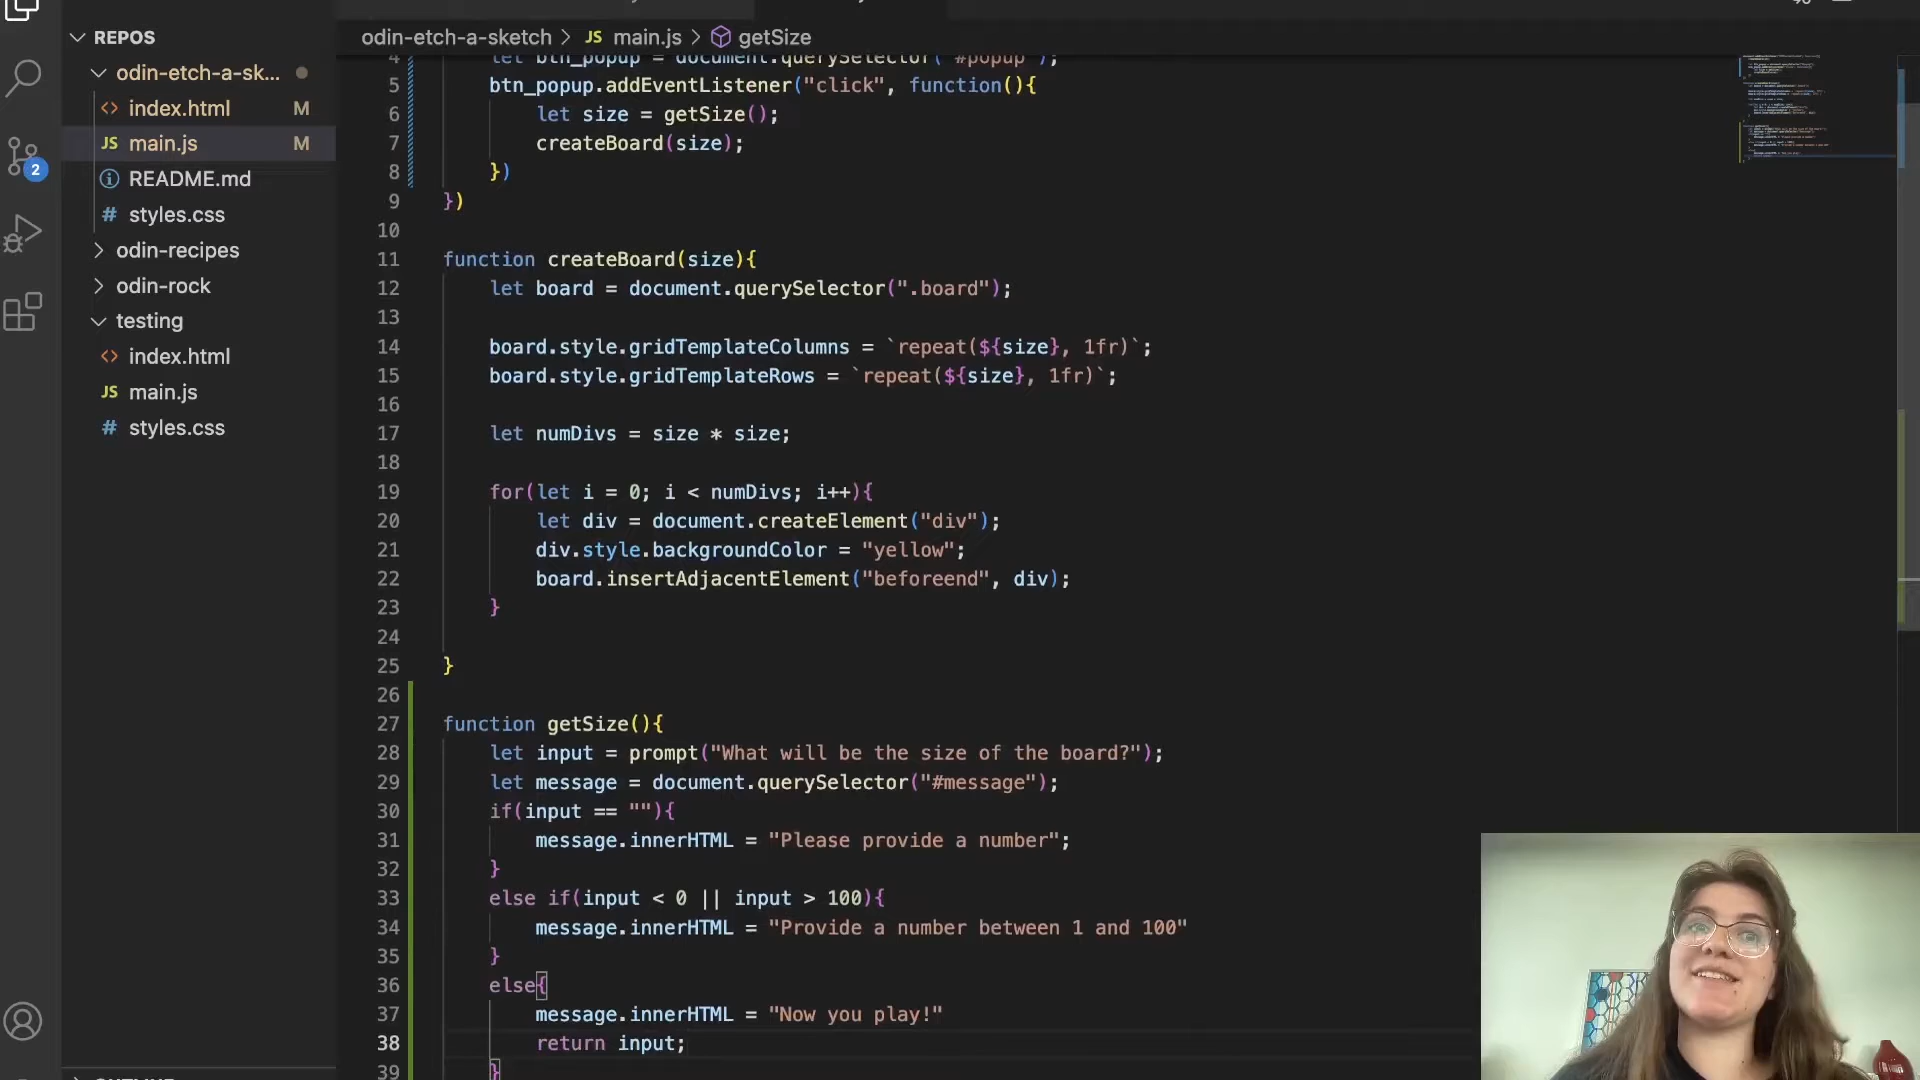 REPOS
odin-etch-a-sk...
index.html M
main.js M
README.md
styles.css
odin-recipes
odin-rock
testing
index.html
main.js
styles.css
2
odin-etch-a-sketch > JS main.js > getSize
4 let btn_popup = document.querySelector("#popup");
5 btn_popup.addEventListener("click", function(){
6 let size = getSize();
7 createBoard(size);
8 })
9 })
10
11 function createBoard(size){
12 let board = document.querySelector(".board");
13
14 board.style.gridTemplateColumns = `repeat(${size}, 1fr)`;
15 board.style.gridTemplateRows = `repeat(${size}, 1fr)`;
16
17 let numDivs = size * size;
18
19 for(let i = 0; i < numDivs; i++){
20 let div = document.createElement("div");
21 div.style.backgroundColor = "yellow";
22 board.insertAdjacentElement("beforeend", div);
23 }
24
25 }
26
27 function getSize(){
28 let input = prompt("What will be the size of the board?");
29 let message = document.querySelector("#message");
30 if(input == ""){
31 message.innerHTML = "Please provide a number";
32 }
33 else if(input < 0 || input > 100){
34 message.innerHTML = "Provide a number between 1 and 100"
35 }
36 else{
37 message.innerHTML = "Now you play!"
38 return input;
39 }